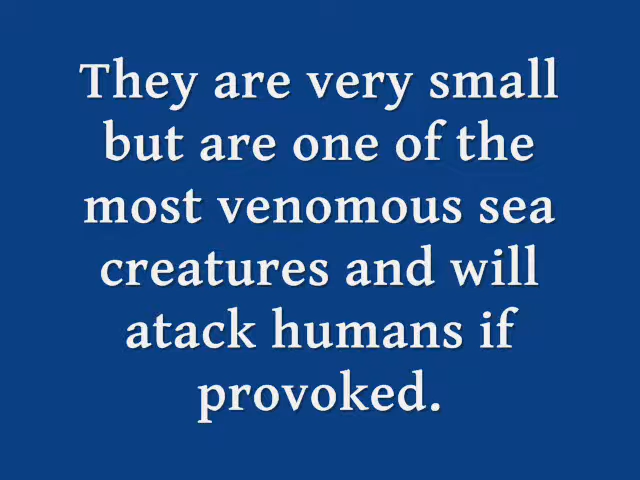 They are very small
but are one of the
most venomous sea
creatures and will
atack humans if
provoked.